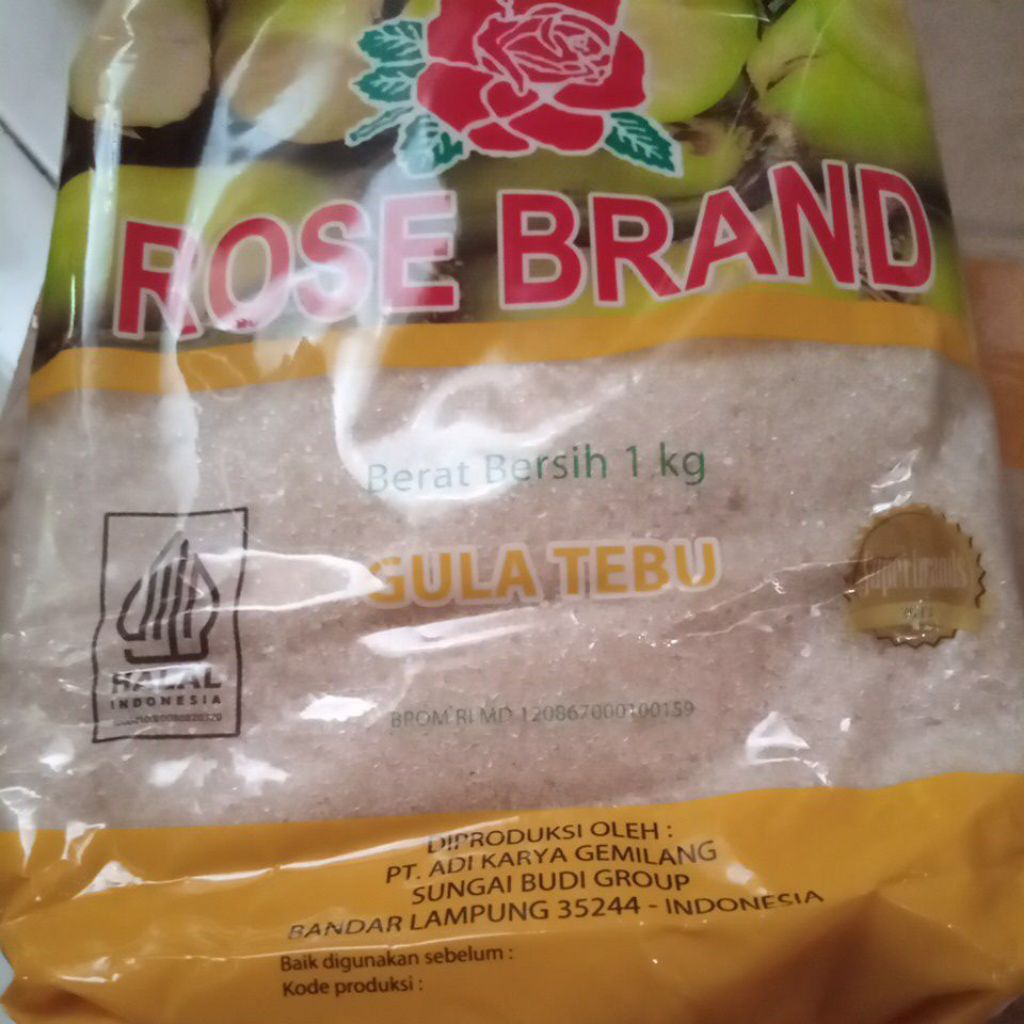 ROSE BRAND
Berat Bersih 1 kg
GULA TEBU
HALAL
INDONESIA
BPOM RI MD 120867000100159
DIPRODUKSI OLEH :
PT. ADI KARYA GEMILANG
SUNGAI BUDI GROUP
BANDAR LAMPUNG 35244 - INDONESIA
Baik digunakan sebelum :
Kode produksi :